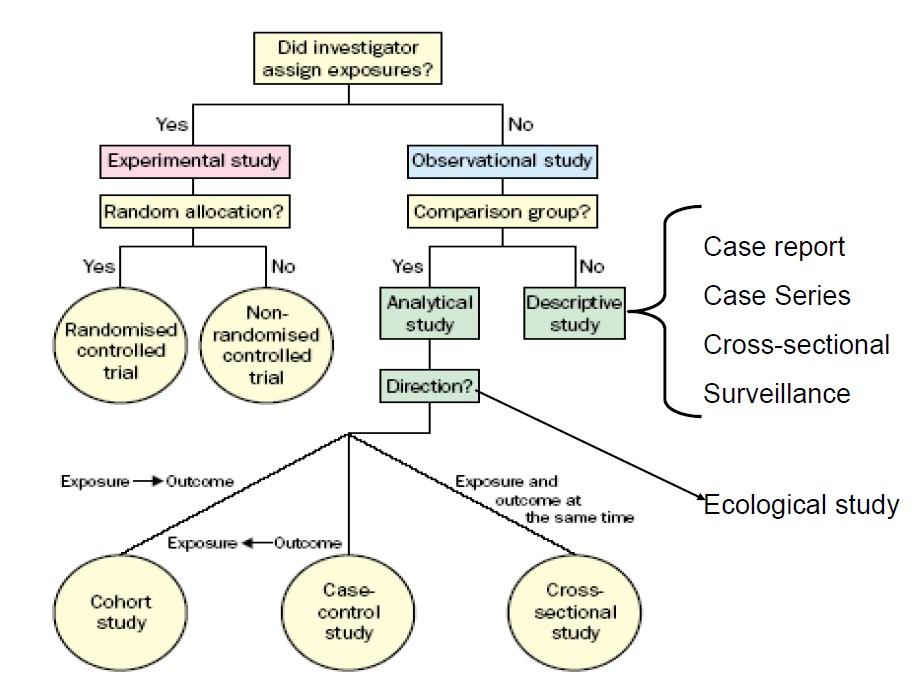 Did investigator
assign exposures?
Yes
No
Experimental study
Observational study
Random allocation?
Comparison group?
Yes
No
Yes
No
Randomised
controlled
trial
Non-
randomised
controlled
trial
Analytical
study
Descriptive
study
Case report
Case Series
Cross-sectional
Surveillance
Direction?
Ecological study
Exposure
Outcome
Exposure
Outcome
Exposure and
outcome at
the same time
Cohort
study
Case-
control
study
Cross-
sectional
study